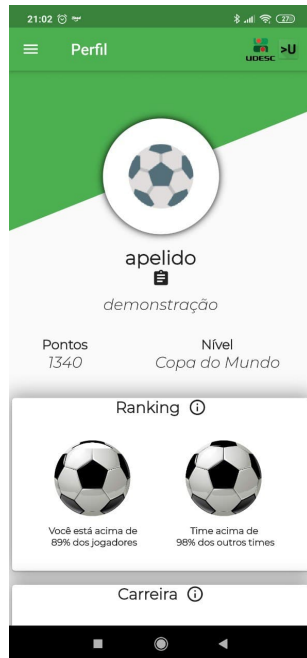 21:02
27
Perfil
UDESC
>U
apelido
demonstração
Pontos
Nível
1340
Copa do Mundo
Ranking
Você está acima de
89% dos jogadores
Time acima de
98% dos outros times
Carreira